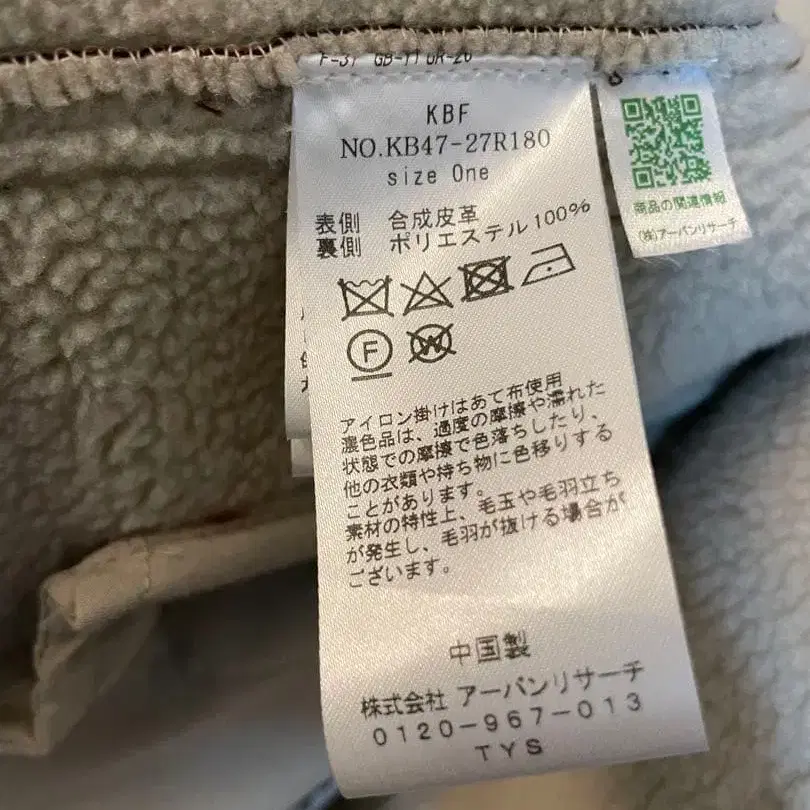 KBF
NO.KB47-27R180
size One
表側 合成皮革
裏側 ポリエステル100%
F
W
アイロン掛けはあて布使用
濃色品は、過度の摩擦や濡れた
状態での摩擦で色落ちしたり、
他の衣類や持ち物に色移りする
ことがあります。
素材の特性上、毛玉や毛羽立ち
が発生し、毛羽が抜ける場合が
ございます。
中国製
株式会社 アーバンリサーチ
0120-967-013
TYS
商品の関連情報
(株)アーバンリサーチ